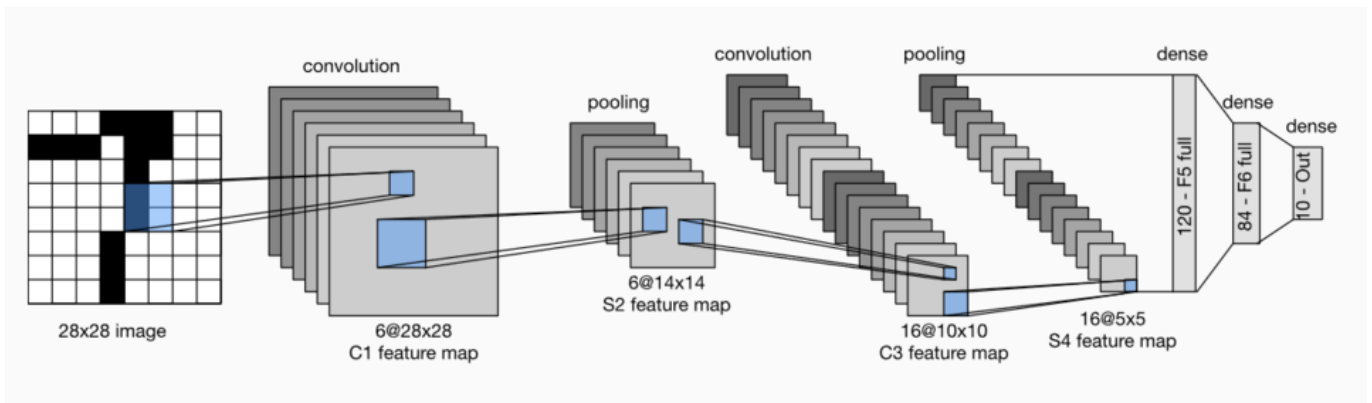 convolution
pooling
convolution
pooling
dense
dense
dense
120 - F5 full
84 - F6 full
10 - Out
28x28 image
6@28x28
C1 feature map
6@14x14
S2 feature map
16@10x10
C3 feature map
16@5x5
S4 feature map